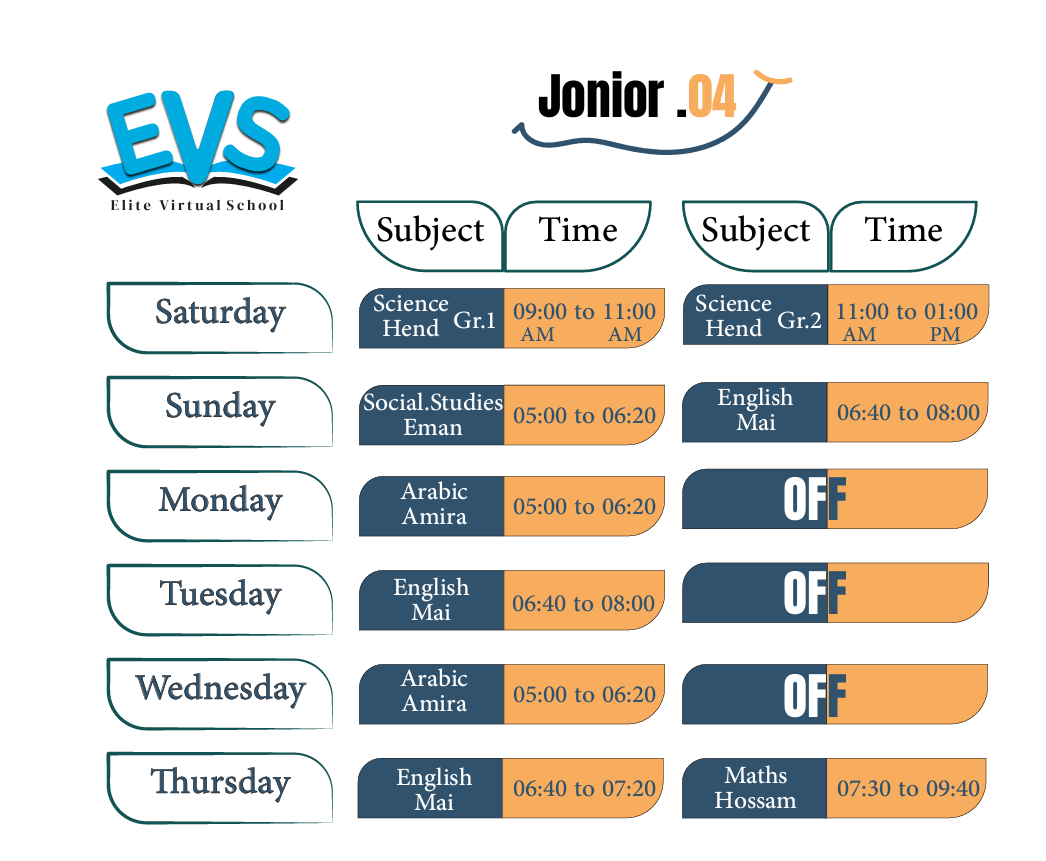 EVS
Elite Virtual School
Jonior .04
Subject Time Subject Time
Saturday
Science
Hend
Gr.1
09:00 to 11:00
AM AM
Science
Hend
Gr.2
11:00 to 01:00
AM PM
Sunday
Social.Studies
Eman
05:00 to 06:20
English
Mai
06:40 to 08:00
Monday
Arabic
Amira
05:00 to 06:20
OFF
Tuesday
English
Mai
06:40 to 08:00
OFF
Wednesday
Arabic
Amira
05:00 to 06:20
OFF
Thursday
English
Mai
06:40 to 07:20
Maths
Hossam
07:30 to 09:40